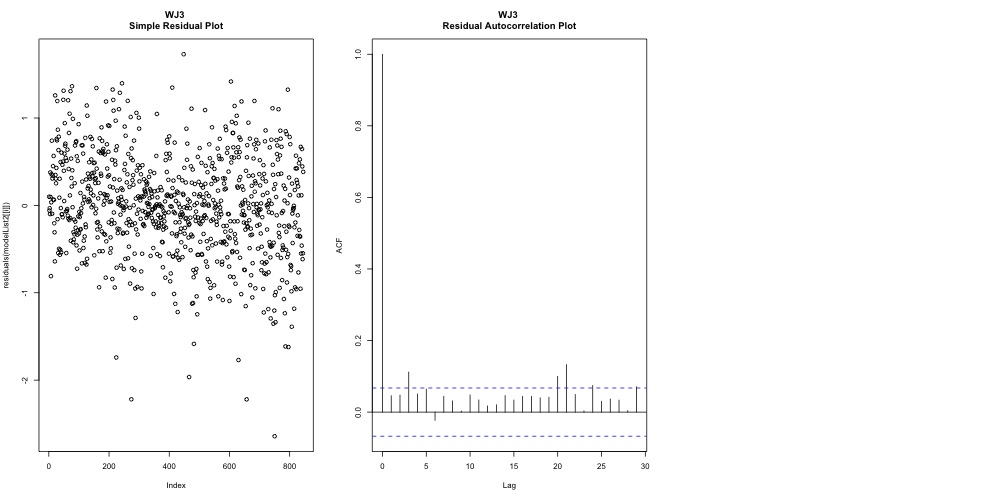 WJ3
Simple Residual Plot
residuals(modelList2[[i]])
1
0
-1
-2
0
200
400
600
800
Index
WJ3
Residual Autocorrelation Plot
ACF
1.0
0.8
0.6
0.4
0.2
0.0
0
5
10
15
20
25
30
Lag